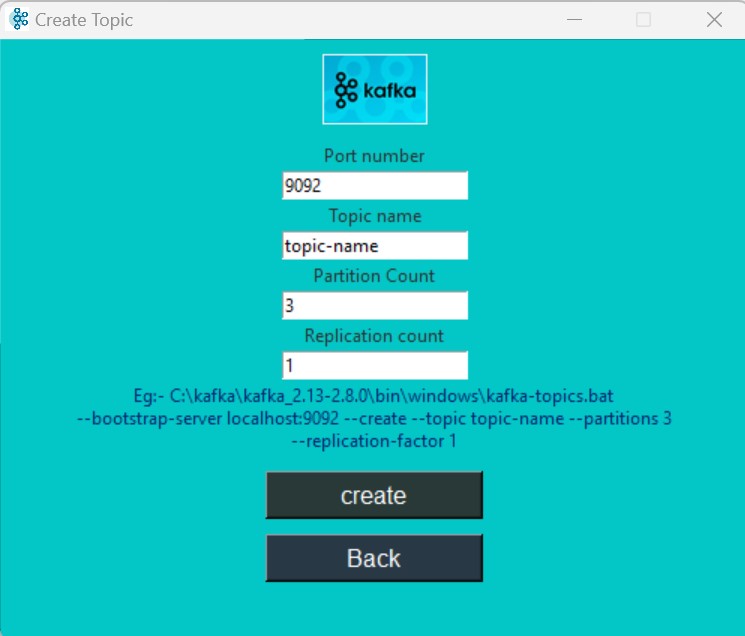 Create Topic
kafka
Port number
9092
Topic name
topic-name
Partition Count
3
Replication count
1
Eg:- C:\kafka\kafka_2.13-2.8.0\bin\windows\kafka-topics.bat
--bootstrap-server localhost:9092 --create --topic topic-name --partitions 3
--replication-factor 1
create
Back